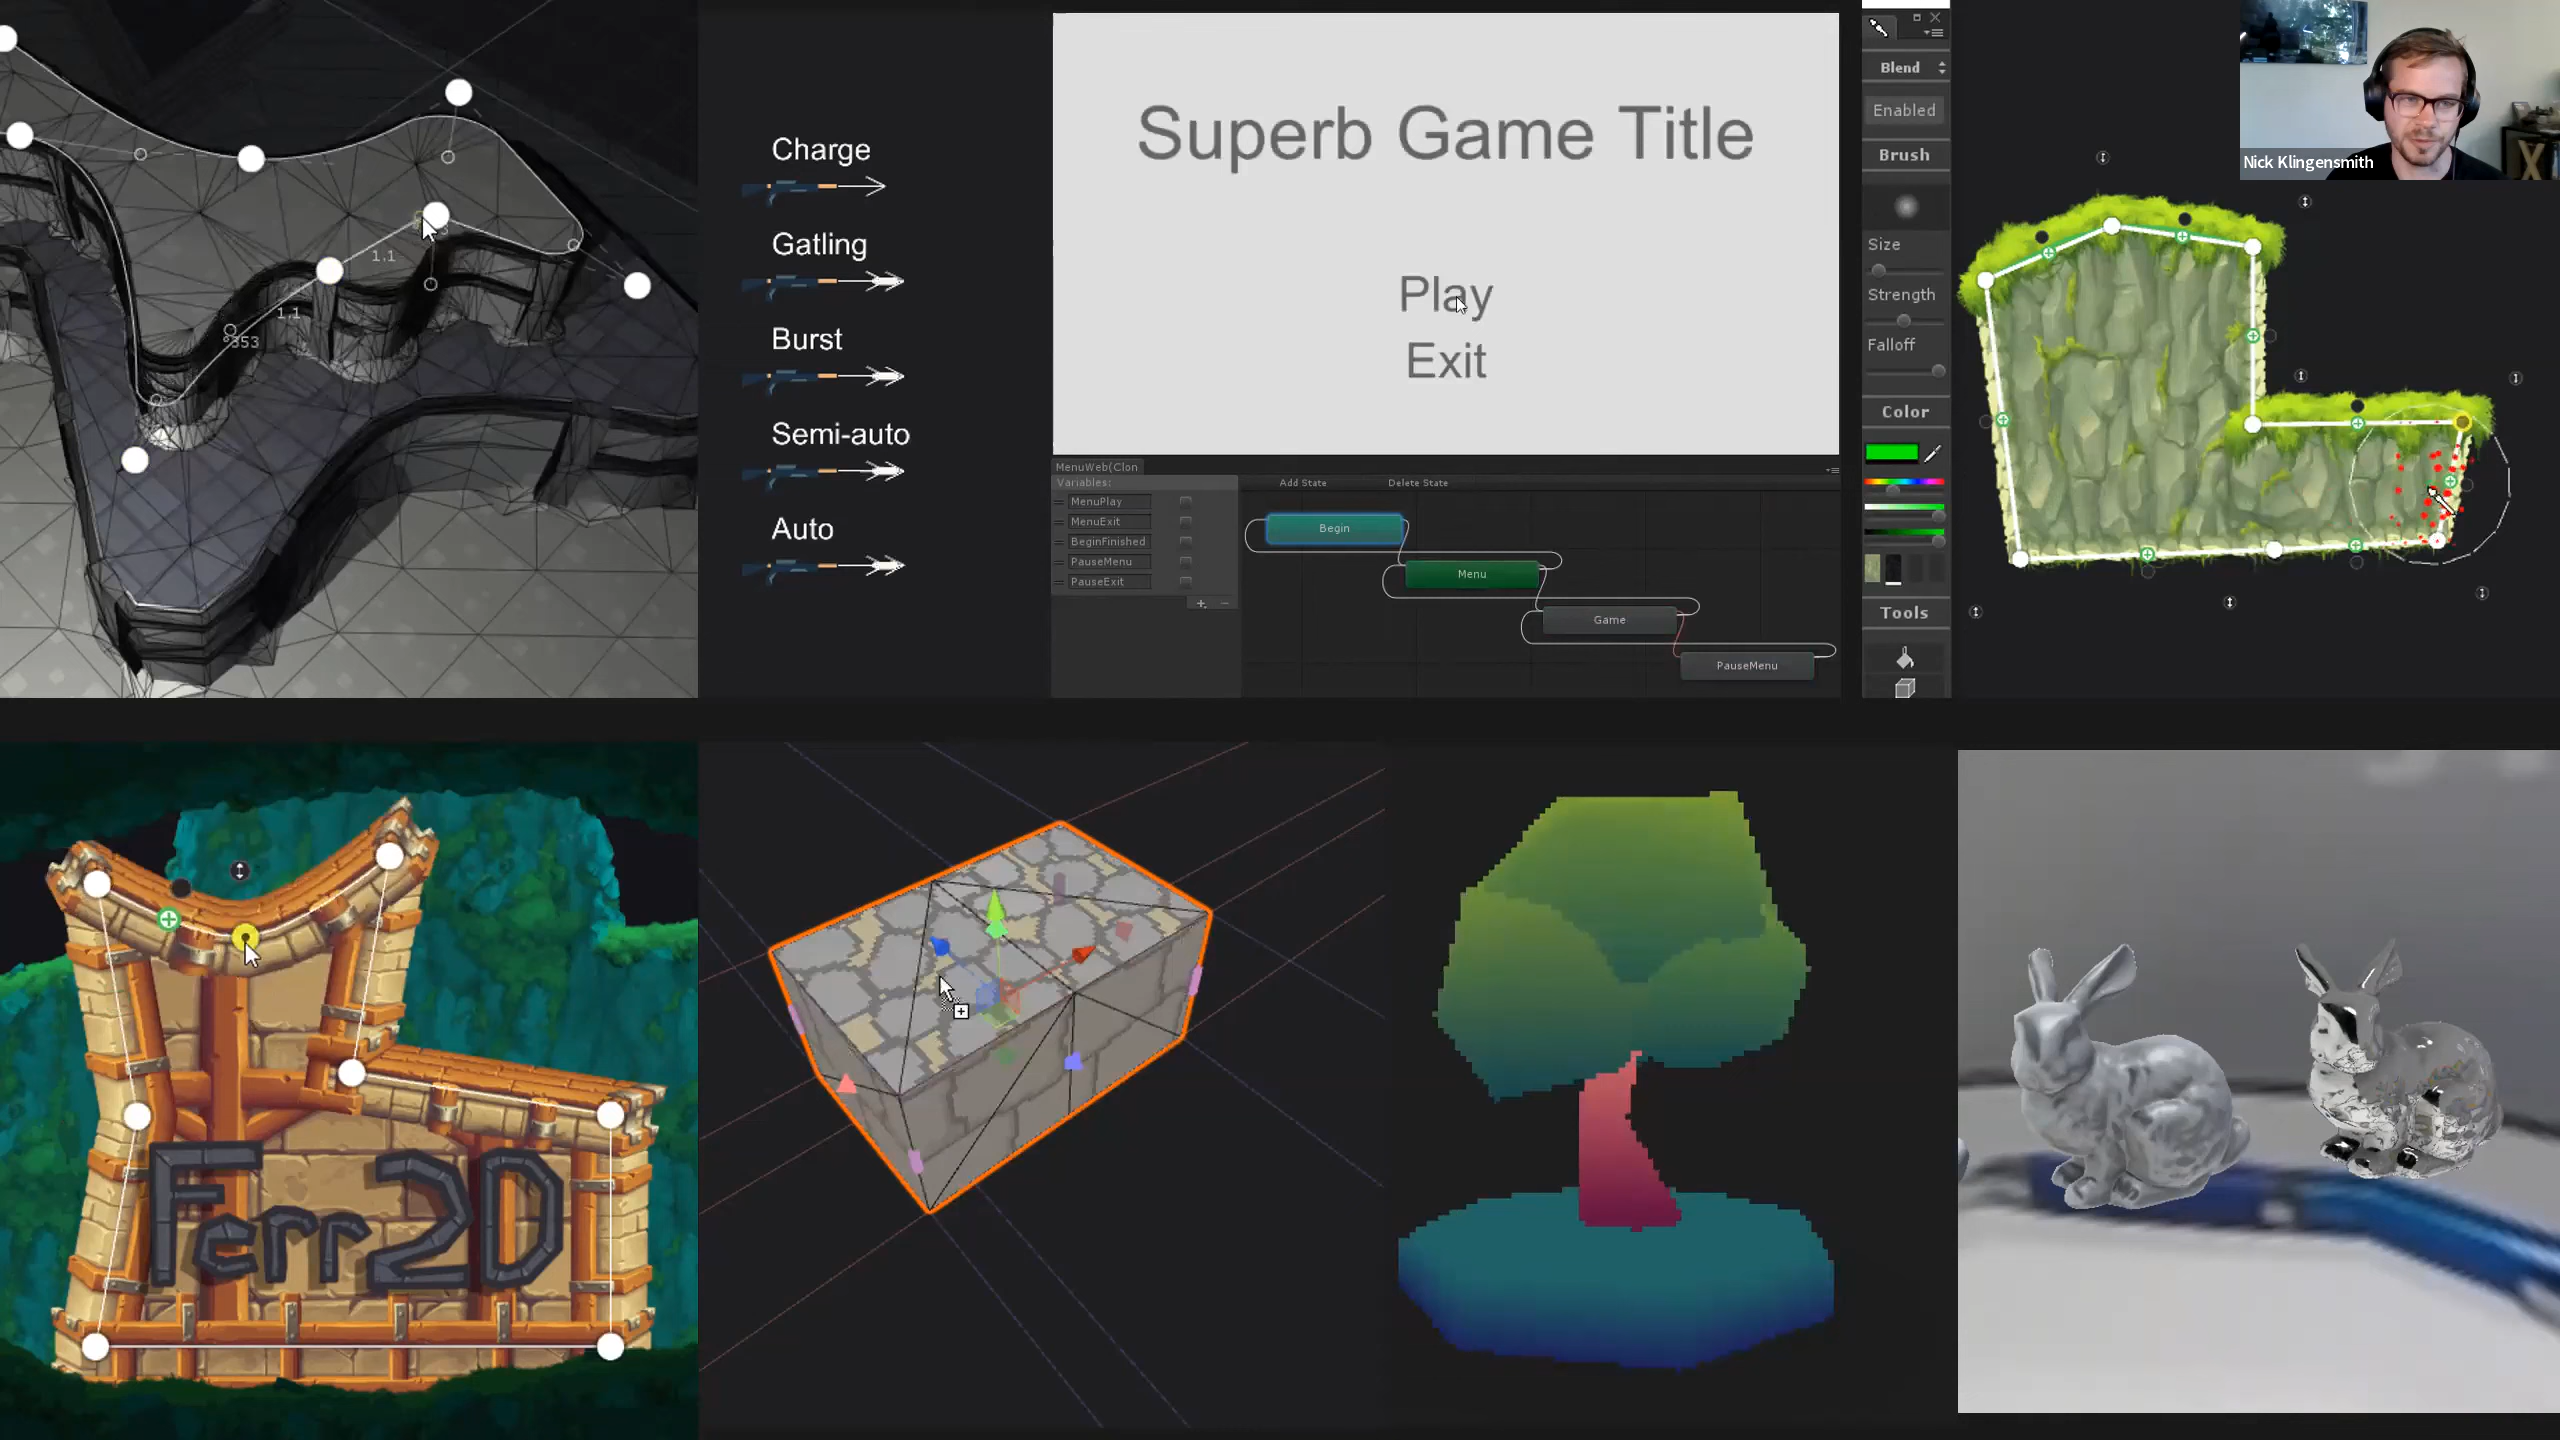 1.1
1.1
°353
Charge
Gatling
Burst
Semi-auto
Auto
Superb Game Title
Play
Exit
MenuWeb(Clon
Variables:
MenuPlay
MenuExit
BeginFinished
PauseMenu
PauseExit
Add State
Delete State
Begin
Menu
Game
PauseMenu
Blend
Enabled
Brush
Size
Strength
Falloff
Color
Tools
Nick Klingensmith
Ferr2D